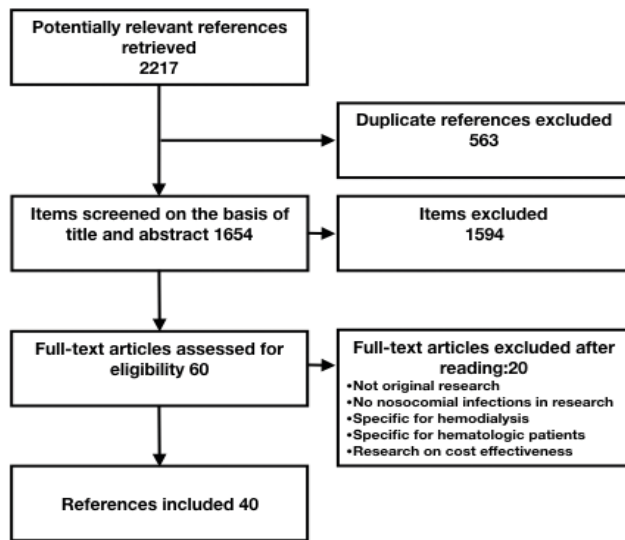 Potentially relevant references
retrieved
2217
Duplicate references excluded
563
Items screened on the basis of
title and abstract 1654
Items excluded
1594
Full-text articles assessed for
eligibility 60
Full-text articles excluded after
reading:20
•Not original research
•No nosocomial infections in research
•Specific for hemodialysis
•Specific for hematologic patients
•Research on cost effectiveness
References included 40